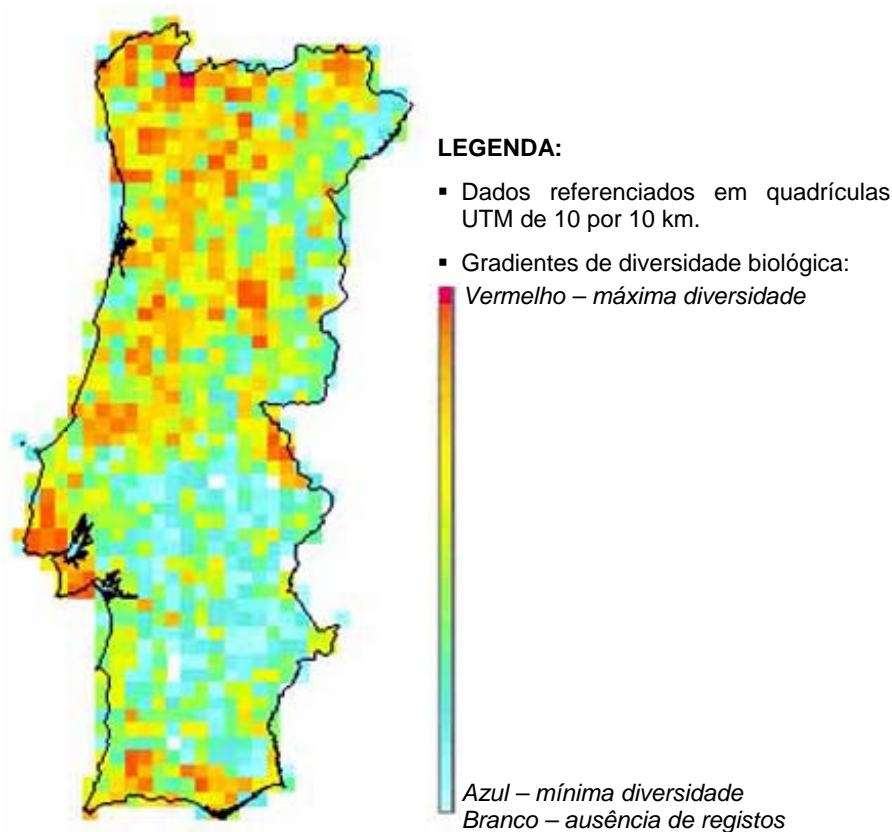 LEGENDA:
▪ Dados referenciados em quadrículas
UTM de 10 por 10 km.
▪ Gradientes de diversidade biológica:
Vermelho – máxima diversidade
Azul – mínima diversidade
Branco – ausência de registos